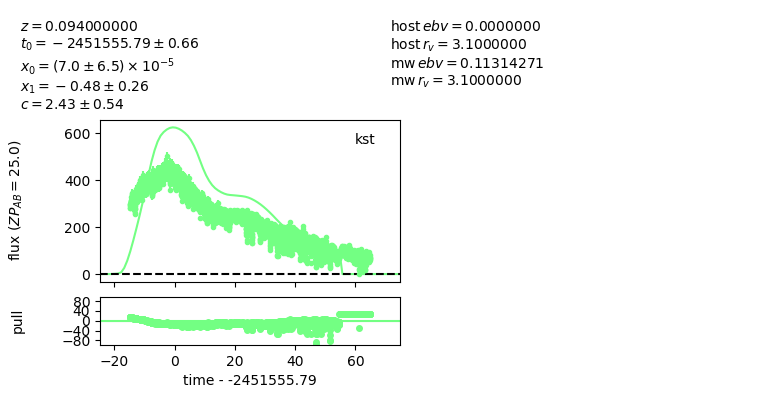 z = 0.094000000
t₀ = −2451555.79 ± 0.66
x₀ = (7.0 ± 6.5) × 10⁻⁵
x₁ = −0.48 ± 0.26
c = 2.43 ± 0.54
host ebv = 0.0000000
host r_v = 3.1000000
mw ebv = 0.11314271
mw r_v = 3.1000000
kst
flux (ZP_AB = 25.0)
600
400
200
0
pull
80
40
0
−40
−80
−20 0 20 40 60
time - -2451555.79